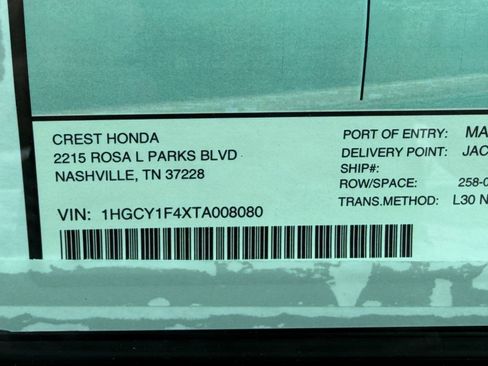 CREST HONDA
2215 ROSA L PARKS BLVD
NASHVILLE, TN 37228
VIN: 1HGCY1F4XTA008080
PORT OF ENTRY: MA
DELIVERY POINT: JAC
SHIP#:
ROW/SPACE: 258-0
TRANS.METHOD: L30 N